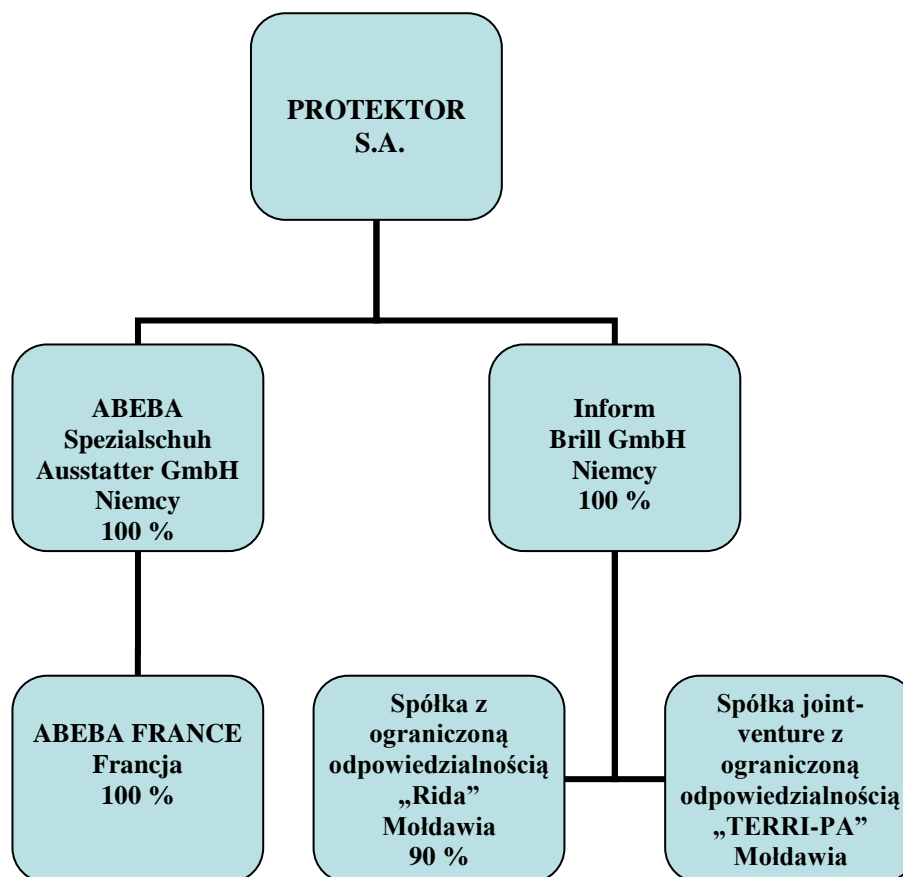 PROTEKTOR
S.A.
ABEBA
Spezialschuh
Ausstatter GmbH
Niemcy
100 %
Inform
Brill GmbH
Niemcy
100 %
ABEBA FRANCE
Francja
100 %
Spółka z
ograniczoną
odpowiedzialnością
„Rida”
Mołdawia
90 %
Spółka joint-
venture z
ograniczoną
odpowiedzialnością
„TERRI-PA”
Mołdawia